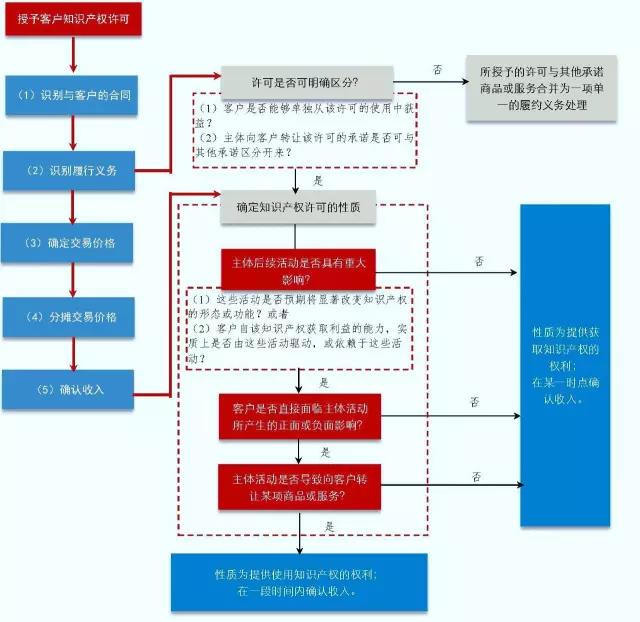 授予客户知识产权许可
（1）识别与客户的合同
（2）识别履行义务
（3）确定交易价格
（4）分摊交易价格
（5）确认收入
许可是否可明确区分？
否
所授予的许可与其他承诺
商品或服务合并为一项单
一的履约义务处理
（1）客户是否能够单独从该许可的使用中获
益？
（2）主体向客户转让该许可的承诺是否可与
其他承诺区分开来？
是
确定知识产权许可的性质
主体后续活动是否具有重大
影响？
否
（1）这些活动是否预期将显著改变知识产权
的形态或功能？或者
（2）客户自该知识产权获取利益的能力，实
质上是否由这些活动驱动，或依赖于这些活
动？
是
客户是否直接面临主体活动
所产生的正面或负面影响？
否
是
主体活动是否导致向客户转
让某项商品或服务？
否
是
性质为提供获
取知识产权的
权利；
在某一时点确
认收入。
性质为提供使用知识产权的权利；
在一段时间内确认收入。